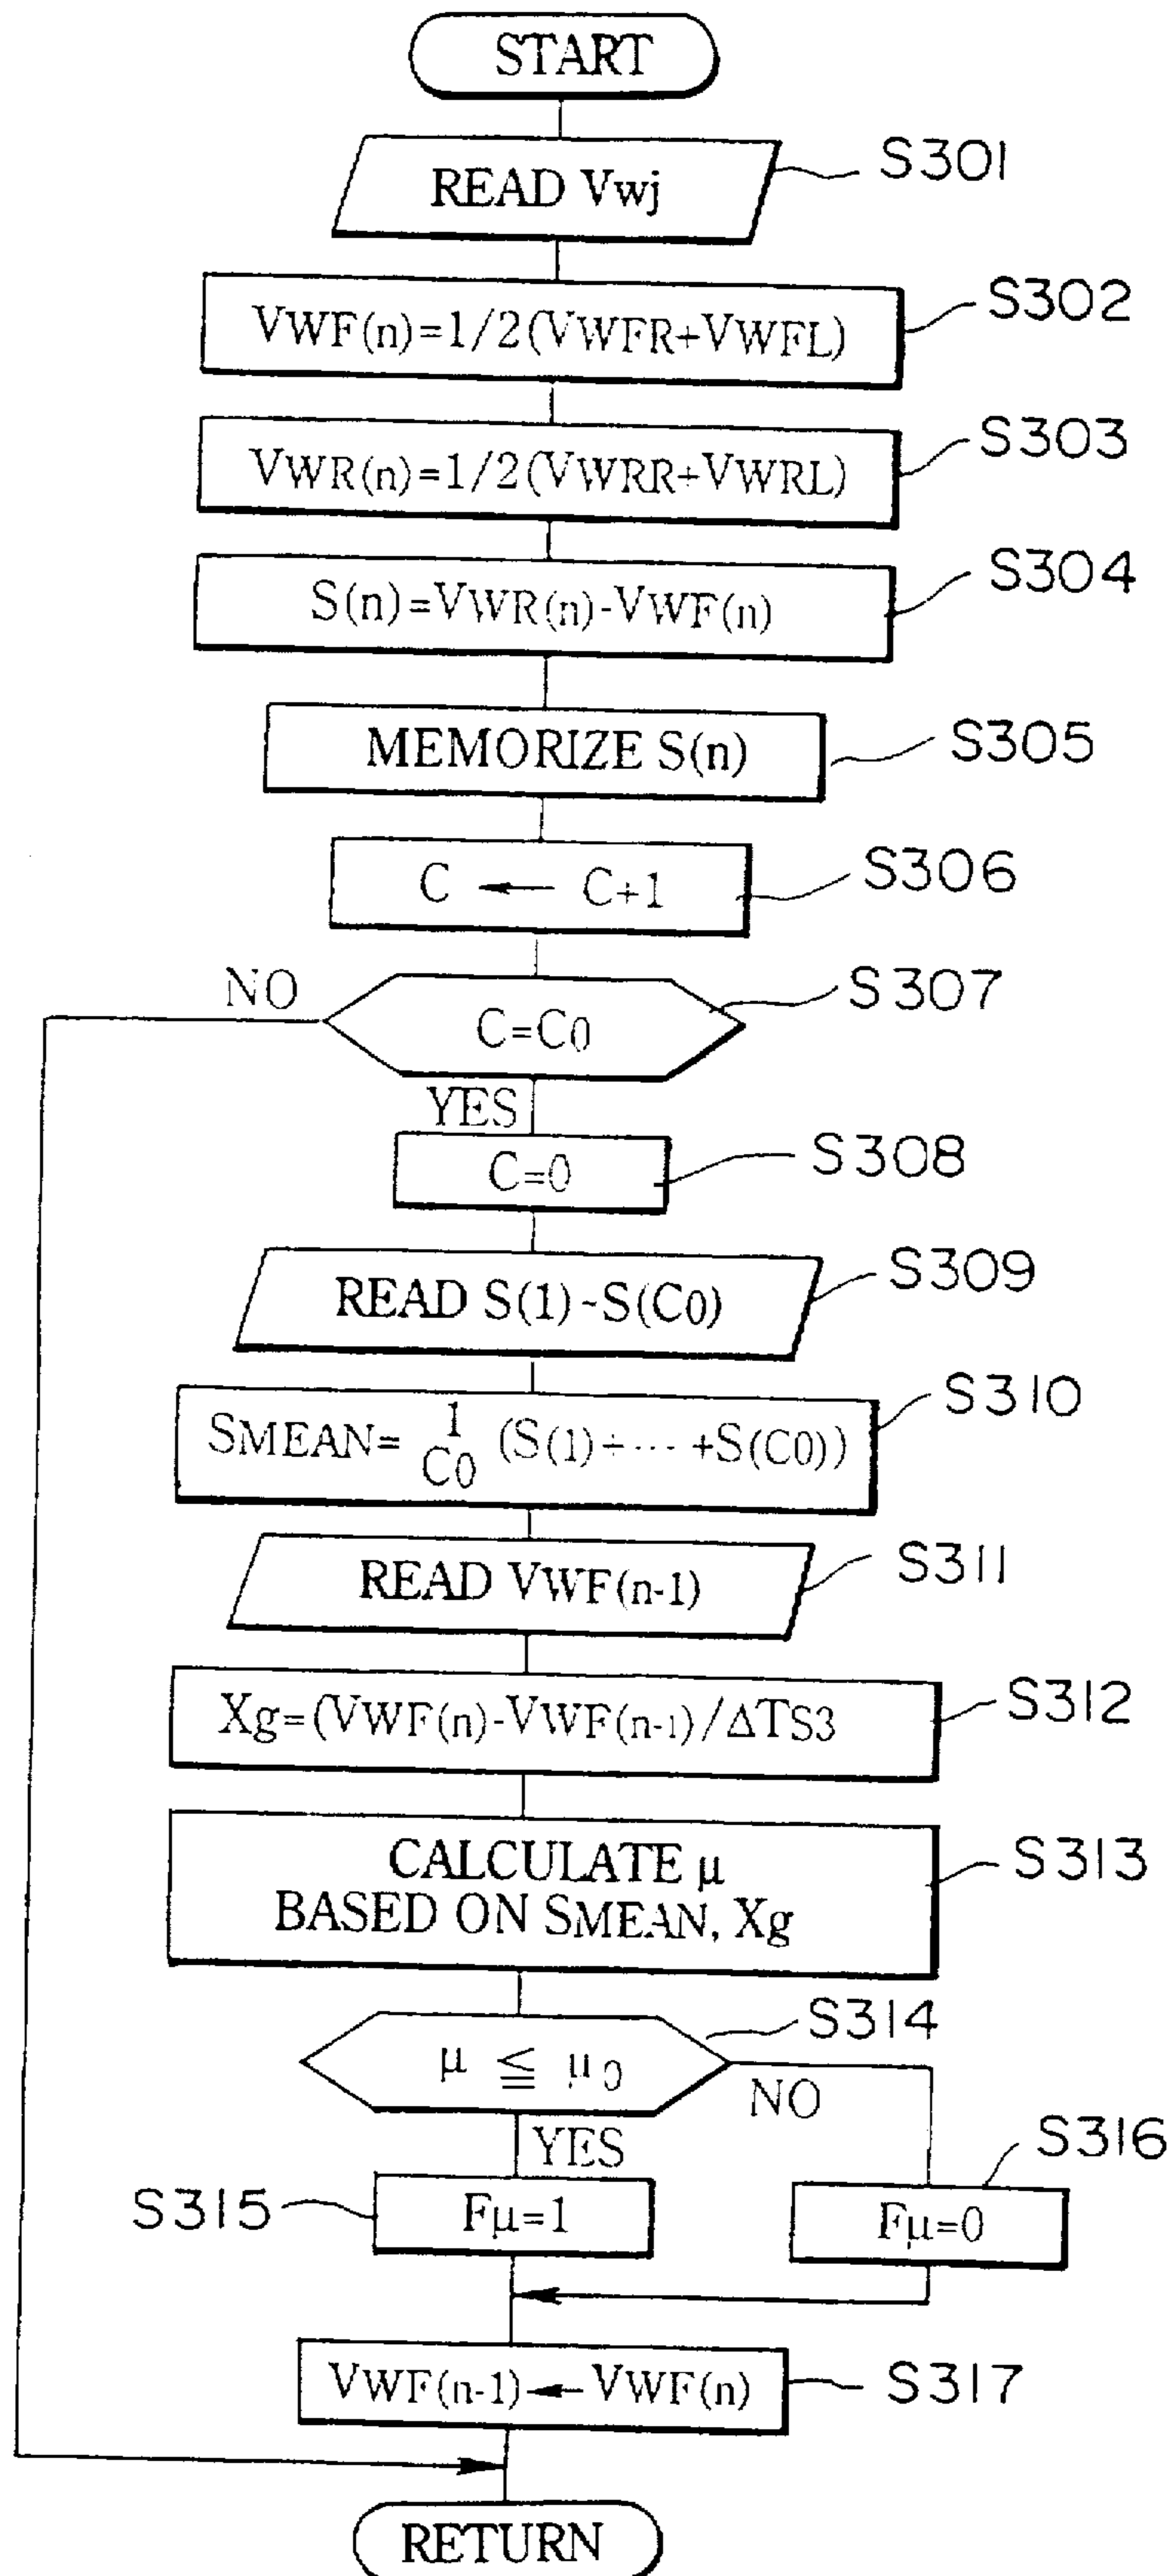 START
READ Vwj
S301
VWF(n)=1/2(VWFR+VWFL)
S302
VWR(n)=1/2(VWRR+VWRL)
S303
S(n)=VWR(n)-VWF(n)
S304
MEMORIZE S(n)
S305
C ← C+1
S306
NO
C=C0
S307
YES
C=0
S308
READ S(1)-S(C0)
S309
SMEAN= 1/C0 (S(1)+··· +S(C0))
S310
READ VWF(n-1)
S311
Xg=(VWF(n)-VWF(n-1)/ΔTS3
S312
CALCULATE μ
BASED ON SMEAN, Xg
S313
μ ≦ μ0
S314
NO
YES
S315
Fμ=1
S316
Fμ=0
VWF(n-1)←VWF(n)
S317
RETURN